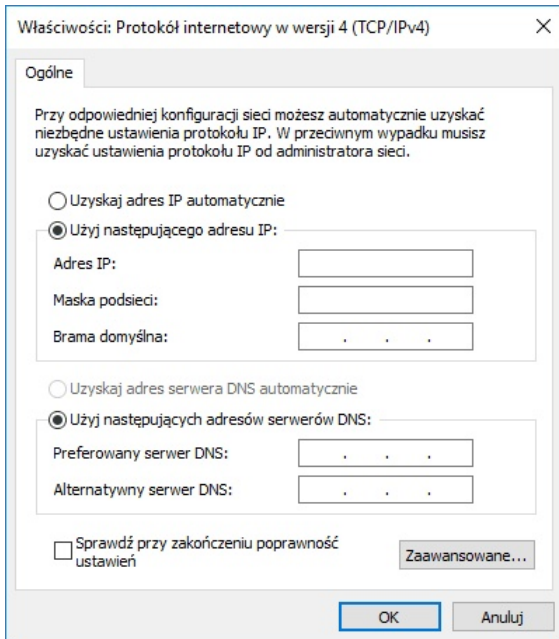 Właściwości: Protokół internetowy w wersji 4 (TCP/IPv4)
Ogólne
Przy odpowiedniej konfiguracji sieci możesz automatycznie uzyskać
niezbędne ustawienia protokołu IP. W przeciwnym wypadku musisz
uzyskać ustawienia protokołu IP od administratora sieci.
Uzyskaj adres IP automatycznie
Użyj następującego adresu IP:
Adres IP:
Maska podsieci:
Brama domyślna:
Uzyskaj adres serwera DNS automatycznie
Użyj następujących adresów serwerów DNS:
Preferowany serwer DNS:
Alternatywny serwer DNS:
Sprawdź przy zakończeniu poprawność
ustawień
Zaawansowane...
OK Anuluj